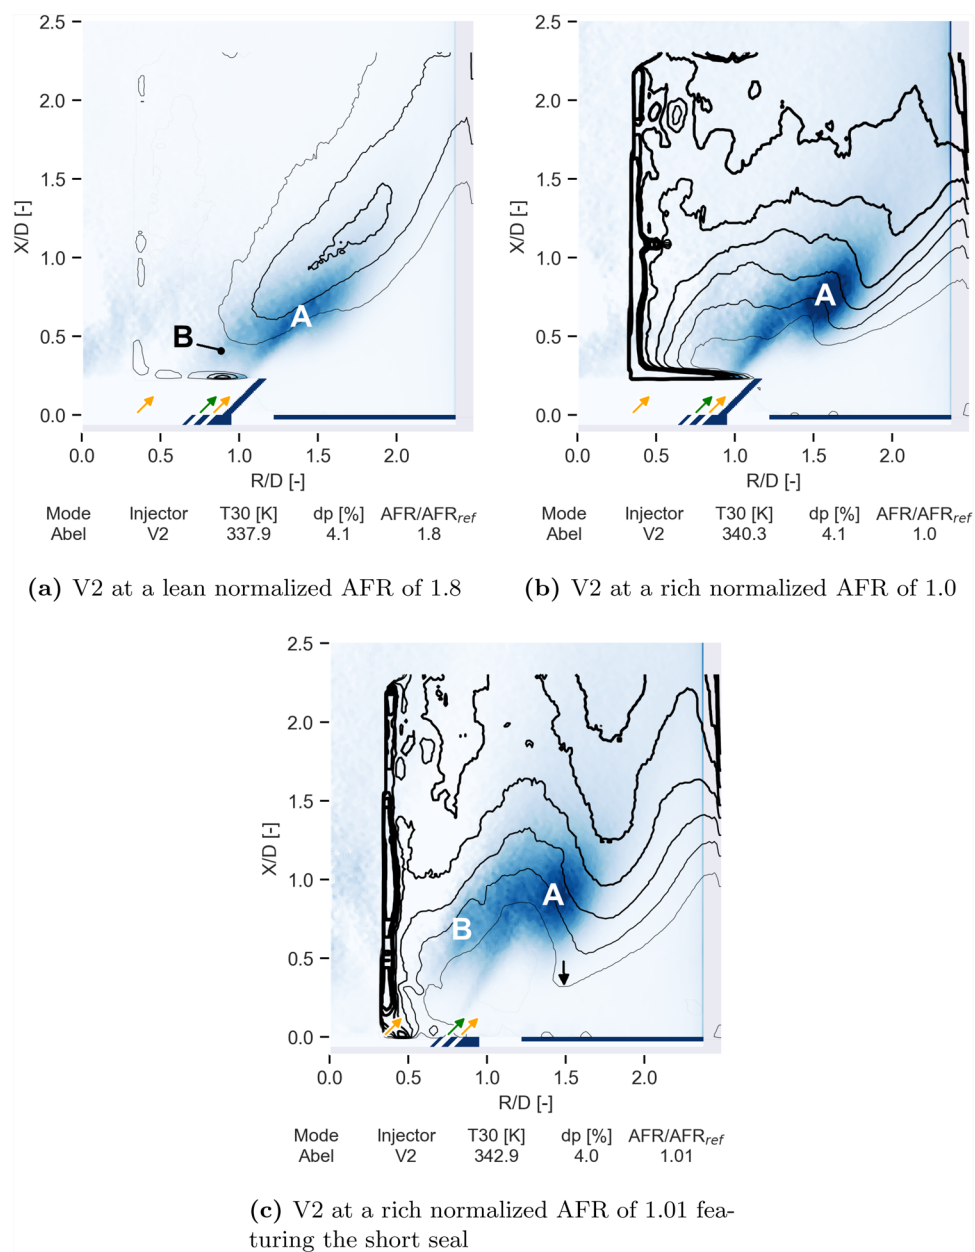 2.5
2.0
1.5
1.0
0.5
0.0
X/D [-]
A
B
0.0 0.5 1.0 1.5 2.0
R/D [-]
Mode Injector T30 [K] dp [%] AFR/AFRref
Abel V2 337.9 4.1 1.8
(a) V2 at a lean normalized AFR of 1.8
2.5
2.0
1.5
1.0
0.5
0.0
X/D [-]
A
0.0 0.5 1.0 1.5 2.0
R/D [-]
Mode Injector T30 [K] dp [%] AFR/AFRref
Abel V2 340.3 4.1 1.0
(b) V2 at a rich normalized AFR of 1.0
2.5
2.0
1.5
1.0
0.5
0.0
X/D [-]
A
B
0.0 0.5 1.0 1.5 2.0
R/D [-]
Mode Injector T30 [K] dp [%] AFR/AFRref
Abel V2 342.9 4.0 1.01
(c) V2 at a rich normalized AFR of 1.01 fea-
turing the short seal